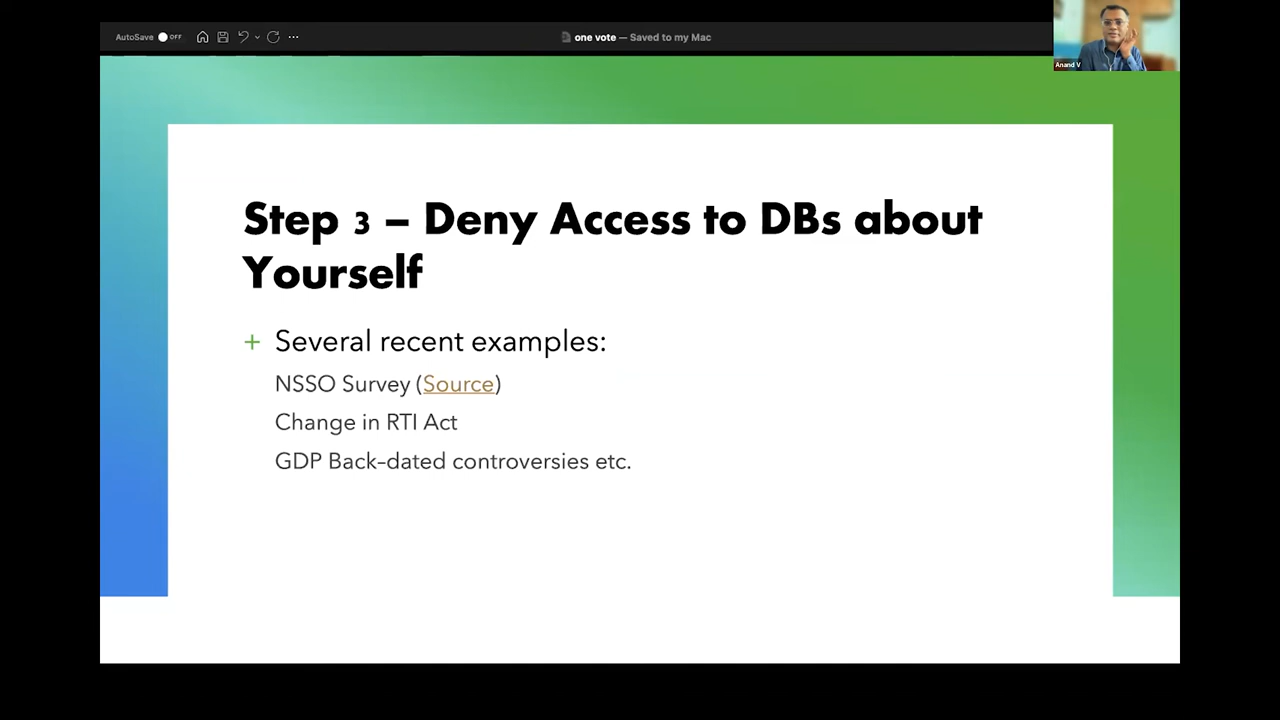 AutoSave OFF
one vote — Saved to my Mac
Anand V
Step 3 – Deny Access to DBs about
Yourself
+ Several recent examples:
NSSO Survey (Source)
Change in RTI Act
GDP Back-dated controversies etc.